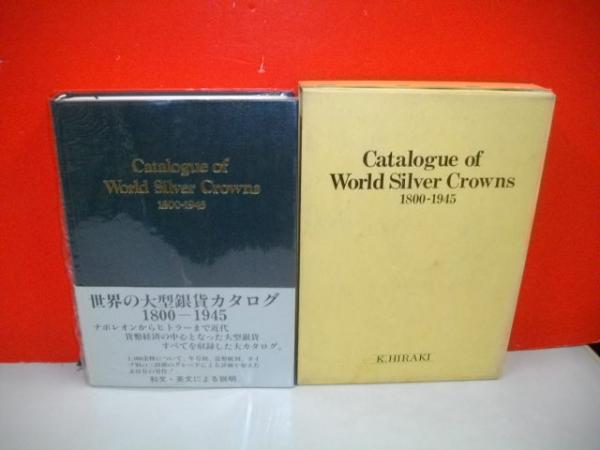 Catalogue of
World Silver Crowns
1800-1945
世界の大型銀貨カタログ
1800—1945
ナポレオンからヒトラーまで近代
貨幣経済の中心となった大型銀貨
すべてを収録した大カタログ。
和文・英文による説明
Catalogue of
World Silver Crowns
1800-1945
K.HIRAKI